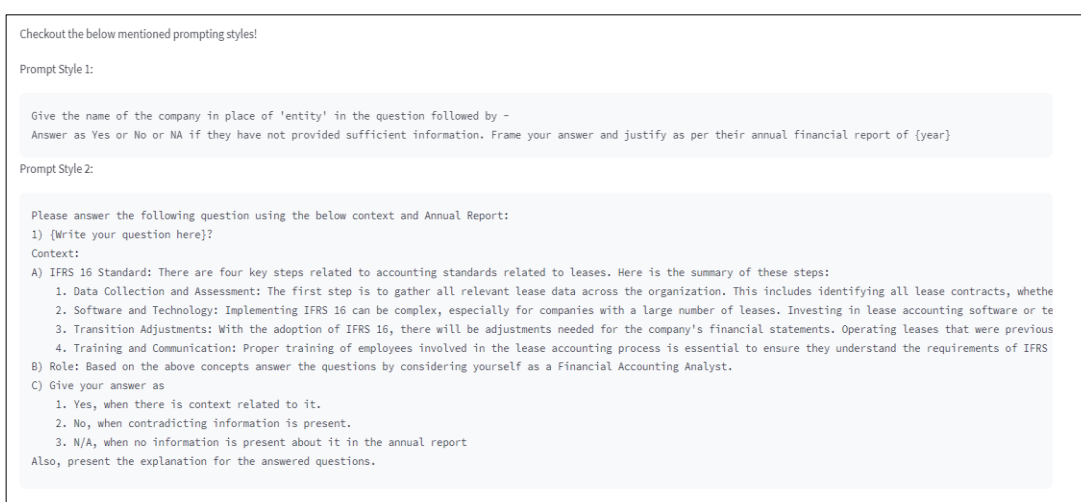 Checkout the below mentioned prompting styles!
Prompt Style 1:
Give the name of the company in place of 'entity' in the question followed by -
Answer as Yes or No or NA if they have not provided sufficient information. Frame your answer and justify as per their annual financial report of {year}
Prompt Style 2:
Please answer the following question using the below context and Annual Report:
1) {Write your question here}?
Context:
A) IFRS 16 Standard: There are four key steps related to accounting standards related to leases. Here is the summary of these steps:
1. Data Collection and Assessment: The first step is to gather all relevant lease data across the organization. This includes identifying all lease contracts, whethe
2. Software and Technology: Implementing IFRS 16 can be complex, especially for companies with a large number of leases. Investing in lease accounting software or te
3. Transition Adjustments: With the adoption of IFRS 16, there will be adjustments needed for the company's financial statements. Operating leases that were previous
4. Training and Communication: Proper training of employees involved in the lease accounting process is essential to ensure they understand the requirements of IFRS
B) Role: Based on the above concepts answer the questions by considering yourself as a Financial Accounting Analyst.
C) Give your answer as
1. Yes, when there is context related to it.
2. No, when contradicting information is present.
3. N/A, when no information is present about it in the annual report
Also, present the explanation for the answered questions.